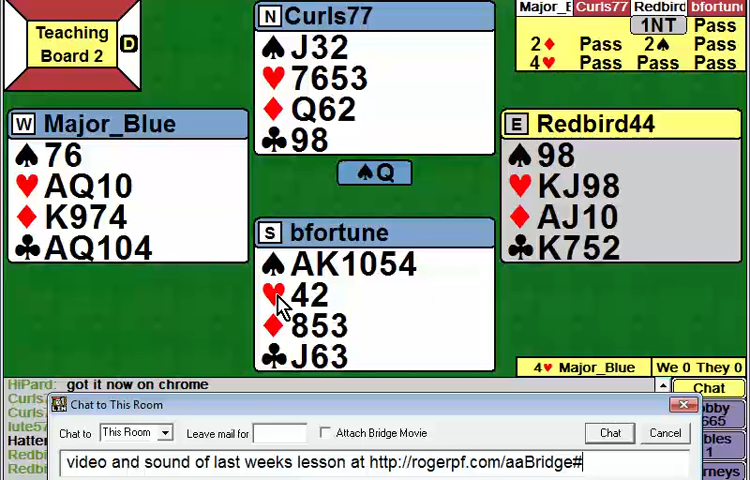 Teaching
Board 2
D
N Curls77
♠ J32
♥ 7653
♦ Q62
♣ 98
Curls77 Redbird bfortune
1NT Pass
2♦ Pass 2♠ Pass
4♥ Pass Pass Pass
W Major_Blue
♠ 76
♥ AQ10
♦ K974
♣ AQ104
♠Q
E Redbird44
♠ 98
♥ KJ98
♦ AJ10
♣ K752
S bfortune
♠ AK1054
♥ 42
♦ 853
♣ J63
4♥ Major_Blue We 0 They 0
HiPard: got it now on chrome
Chat
Chat to This Room
Chat to This Room Leave mail for Attach Bridge Movie Chat Cancel
video and sound of last weeks lesson at http://rogerpf.com/aaBridge#